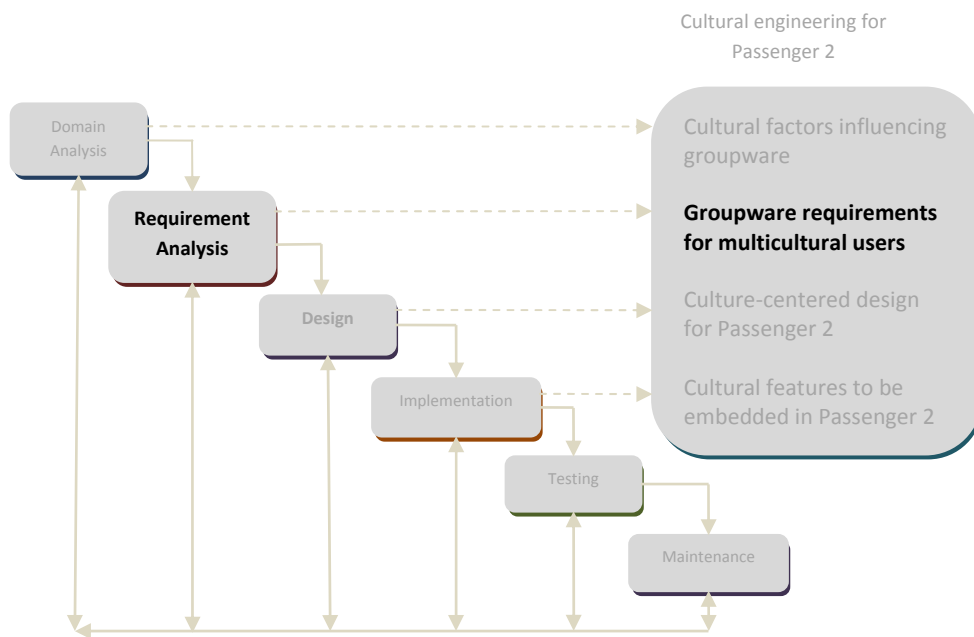 Cultural engineering for
Passenger 2
Domain
Analysis
Cultural factors influencing
groupware
Requirement
Analysis
Groupware requirements
for multicultural users
Design
Culture-centered design
for Passenger 2
Implementation
Cultural features to be
embedded in Passenger 2
Testing
Maintenance